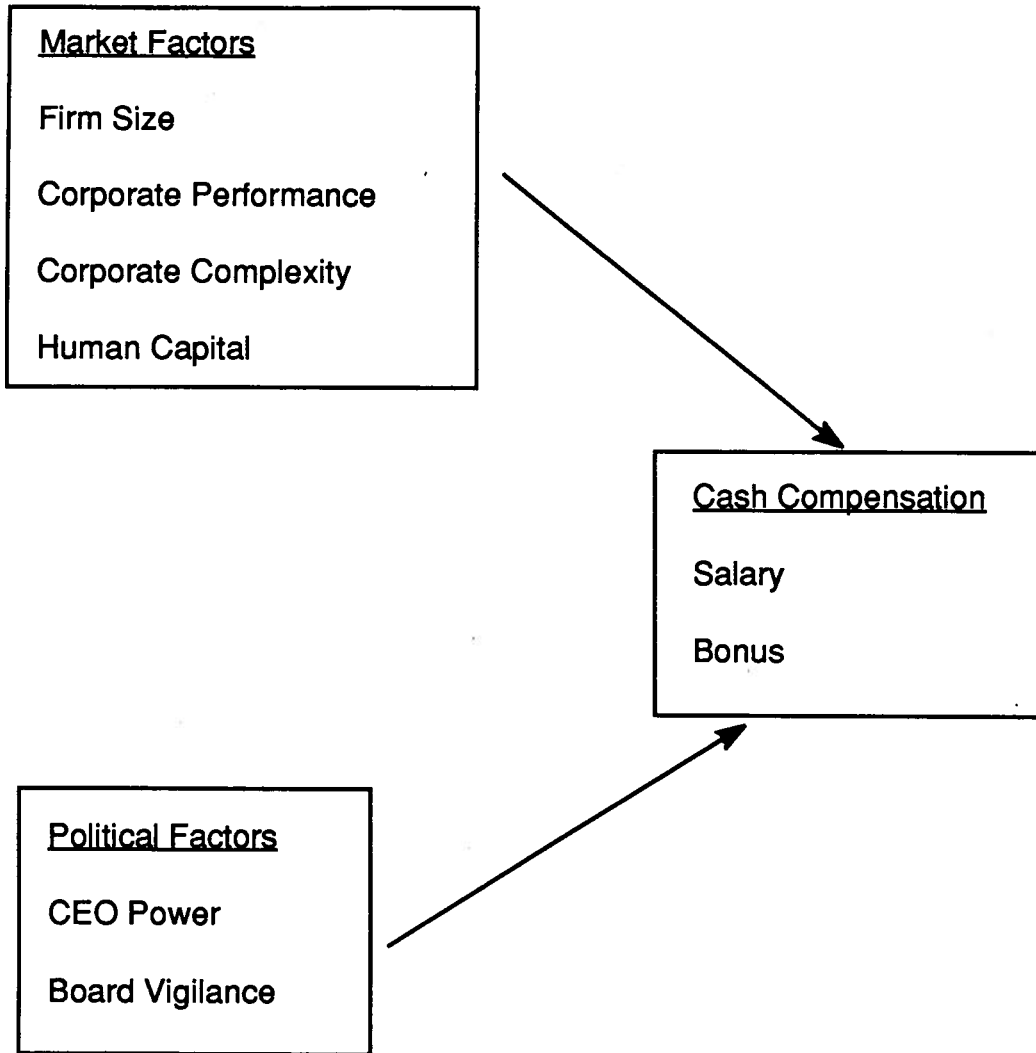 Market Factors
Firm Size
Corporate Performance
Corporate Complexity
Human Capital
Cash Compensation
Salary
Bonus
Political Factors
CEO Power
Board Vigilance